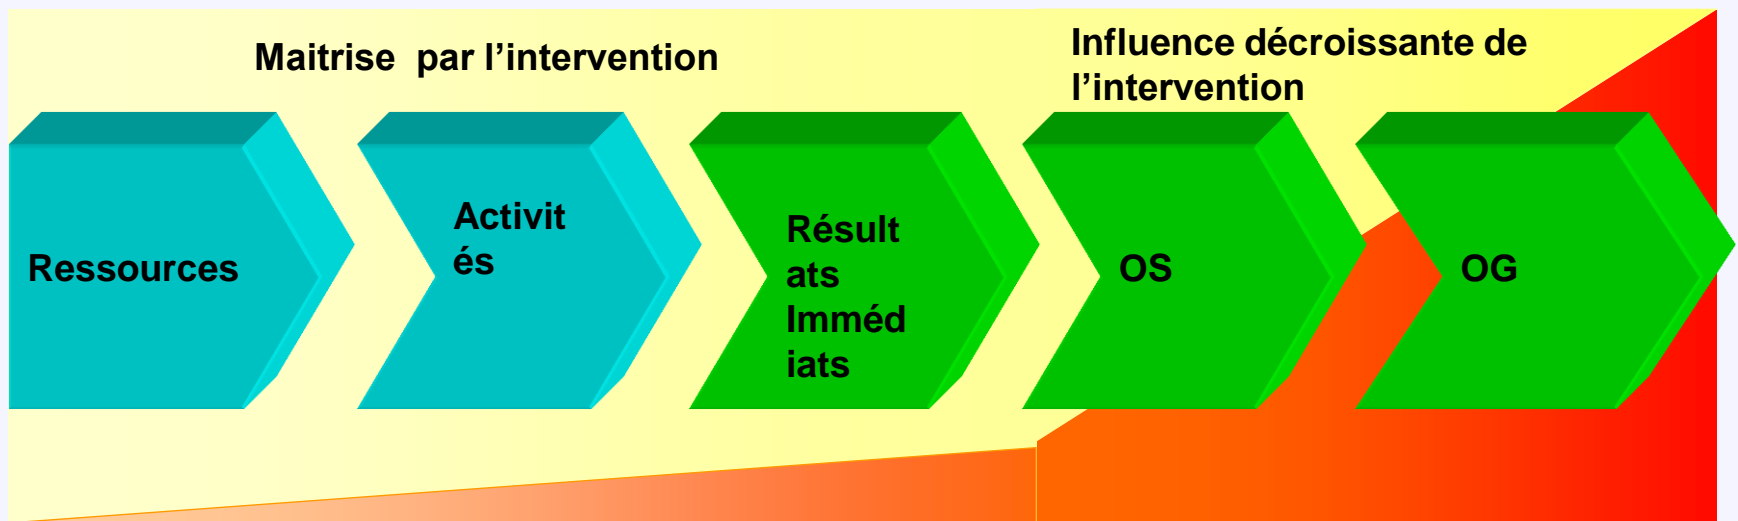 Maitrise  par l’intervention
Influence décroissante de
l’intervention
Ressources
Activit
és
Résult
ats
Imméd
iats
OS
OG